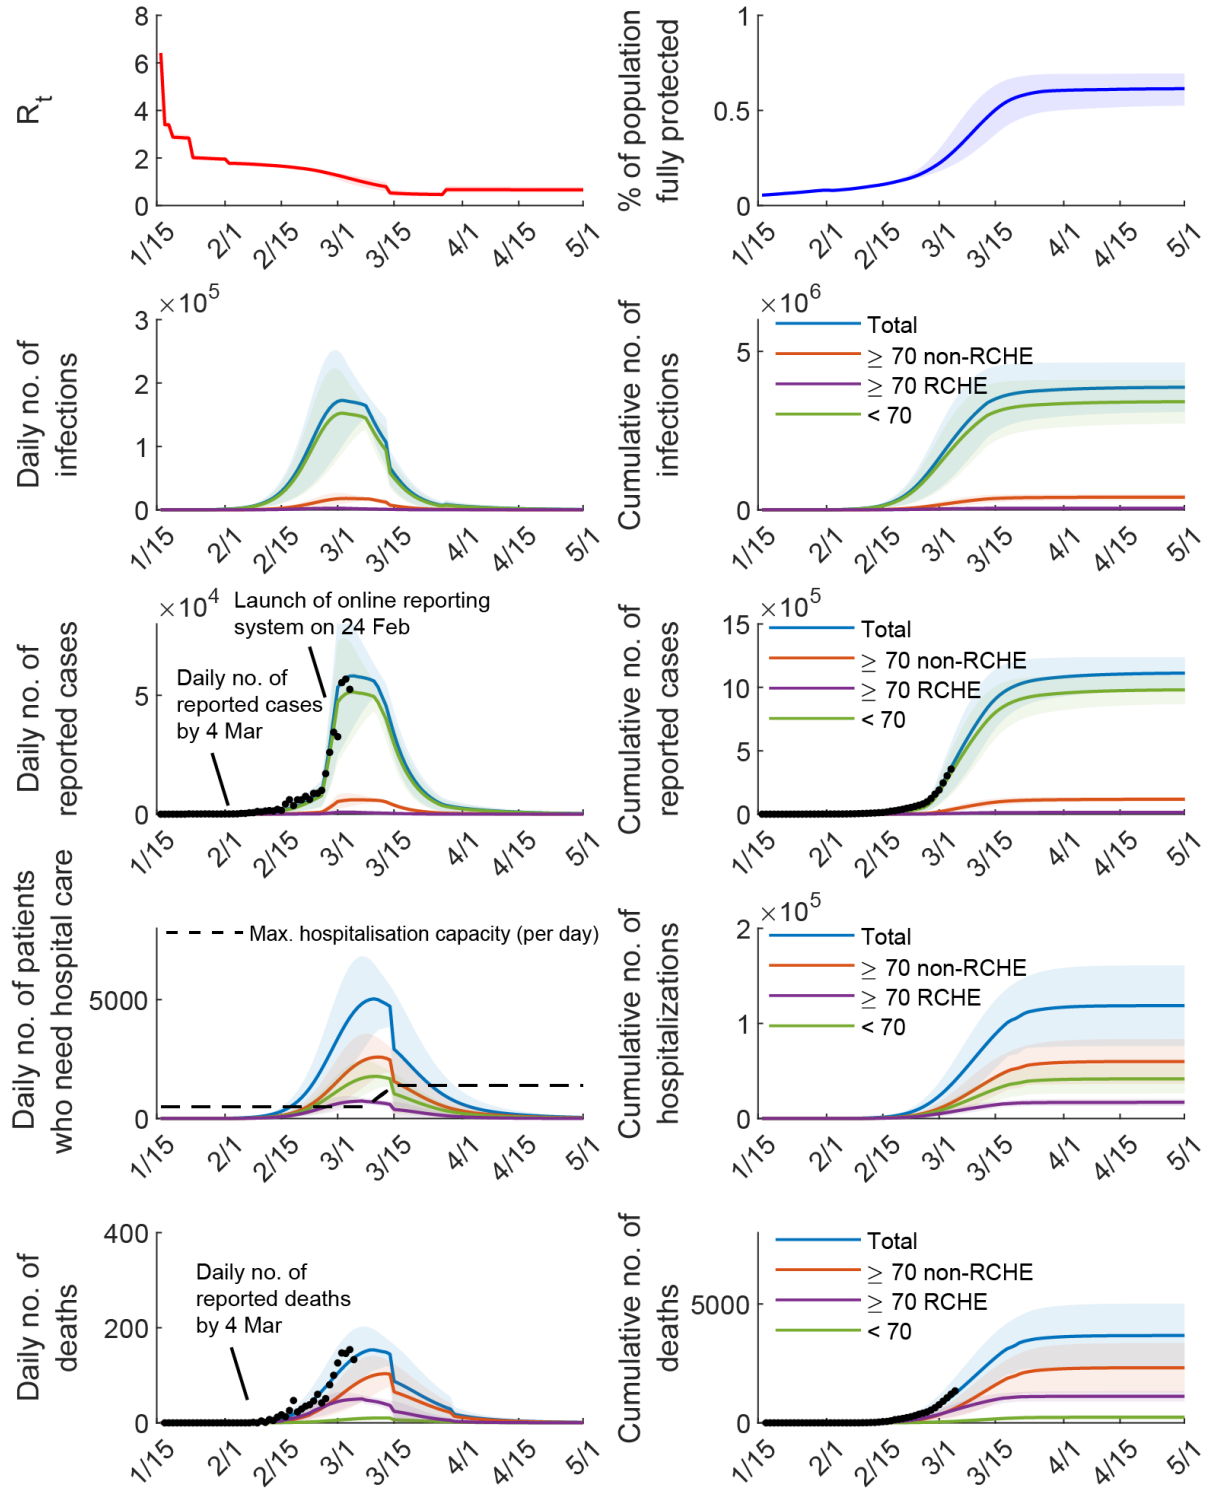 R_t
8
6
4
2
0
1/15
2/1
2/15
3/1
3/15
4/1
4/15
5/1
% of population
fully protected
1
0.5
0
1/15
2/1
2/15
3/1
3/15
4/1
4/15
5/1
Daily no. of
infections
×10^5
3
2
1
0
1/15
2/1
2/15
3/1
3/15
4/1
4/15
5/1
Cumulative no. of
infections
×10^6
5
0
Total
≥ 70 non-RCHE
≥ 70 RCHE
< 70
1/15
2/1
2/15
3/1
3/15
4/1
4/15
5/1
Daily no. of
reported cases
×10^4
5
0
Launch of online reporting
system on 24 Feb
Daily no. of
reported cases
by 4 Mar
1/15
2/1
2/15
3/1
3/15
4/1
4/15
5/1
Cumulative no. of
reported cases
×10^5
15
10
5
0
Total
≥ 70 non-RCHE
≥ 70 RCHE
< 70
1/15
2/1
2/15
3/1
3/15
4/1
4/15
5/1
Daily no. of patients
who need hospital care
5000
0
Max. hospitalisation capacity (per day)
1/15
2/1
2/15
3/1
3/15
4/1
4/15
5/1
Cumulative no. of
hospitalizations
×10^5
2
1
0
Total
≥ 70 non-RCHE
≥ 70 RCHE
< 70
1/15
2/1
2/15
3/1
3/15
4/1
4/15
5/1
Daily no. of
deaths
400
200
0
Daily no. of
reported deaths
by 4 Mar
1/15
2/1
2/15
3/1
3/15
4/1
4/15
5/1
Cumulative no. of
deaths
5000
0
Total
≥ 70 non-RCHE
≥ 70 RCHE
< 70
1/15
2/1
2/15
3/1
3/15
4/1
4/15
5/1